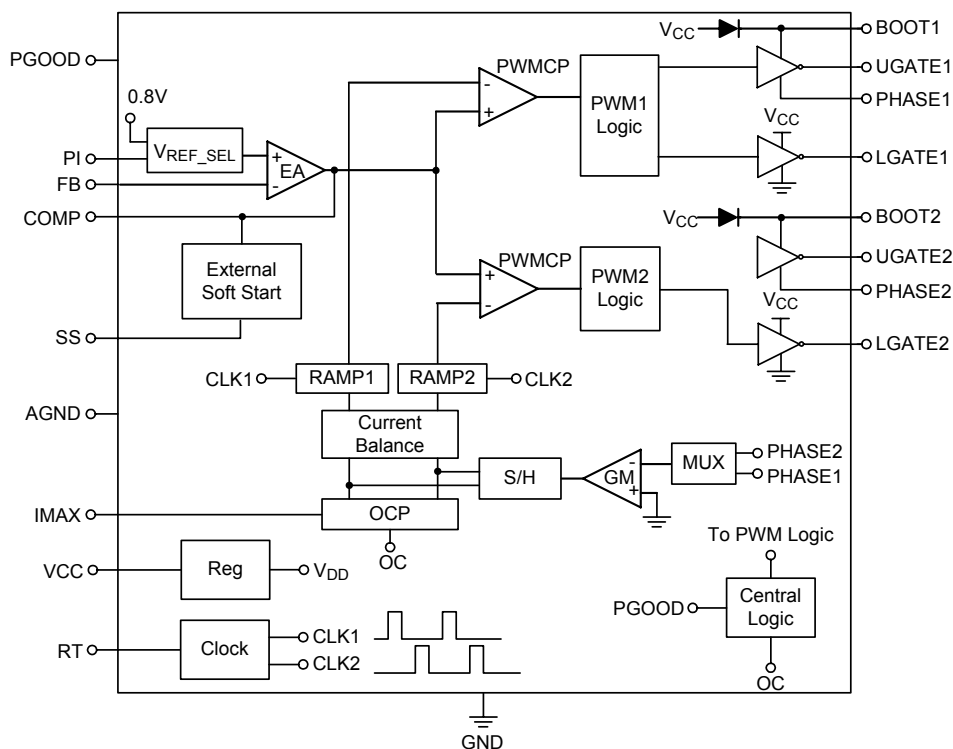 VCC
BOOT1
PGOOD
UGATE1
PWMCP
-
+
PWM1
Logic
PHASE1
0.8V
VCC
PI
VREF_SEL
+
EA
-
LGATE1
FB
COMP
VCC
BOOT2
External
Soft Start
PWMCP
+
-
PWM2
Logic
UGATE2
PHASE2
VCC
SS
LGATE2
CLK1
RAMP1
RAMP2
CLK2
AGND
Current
Balance
S/H
GM
-
+
MUX
PHASE2
PHASE1
IMAX
OCP
OC
To PWM Logic
VCC
Reg
VDD
PGOOD
Central
Logic
RT
Clock
CLK1
CLK2
OC
GND